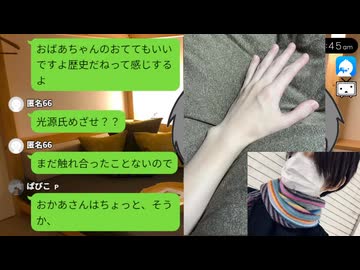 おばあちゃんのおててもいい
ですよ歴史だねって感じする
よ
匿名66
光源氏めざせ??
匿名66
まだ触れ合ったことないので
ぱぴこ P
おかあさんはちょっと、そう
か、
:45 am